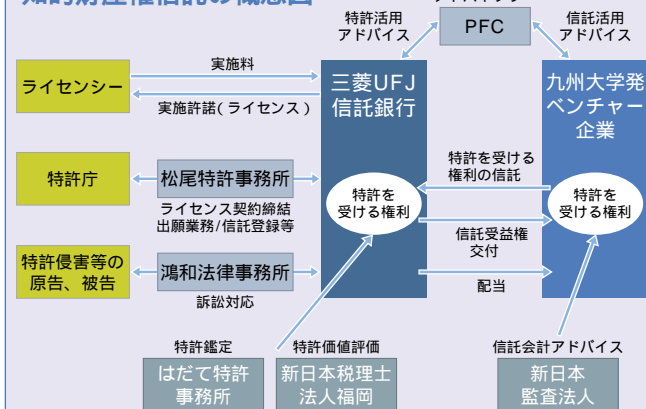 特許活用
アドバイス
PFC
信託活用
アドバイス
ライセンシー
実施料
実施許諾(ライセンス)
三菱UFJ
信託銀行
九州大学発
ベンチャー
企業
特許庁
松尾特許事務所
ライセンス契約締結
出願業務/信託登録等
特許を受ける
権利の信託
特許を
受ける権利
特許を
受ける権利
信託受益権
交付
配当
特許侵害等の
原告、被告
鴻和法律事務所
訴訟対応
特許鑑定
はだて特許
事務所
特許価値評価
新日本税理士
法人福岡
信託会計アドバイス
新日本
監査法人